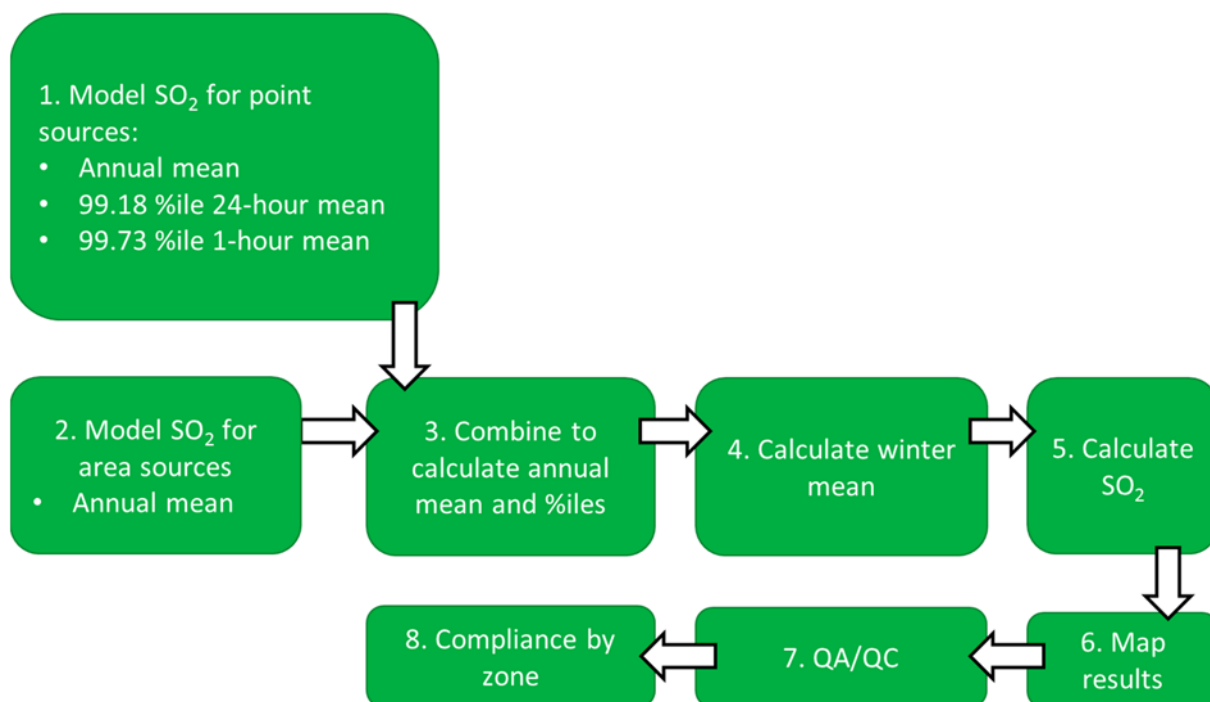 1. Model SO₂ for point
sources:
• Annual mean
• 99.18 %ile 24-hour mean
• 99.73 %ile 1-hour mean
2. Model SO₂ for
area sources
• Annual mean
3. Combine to
calculate annual
mean and %iles
4. Calculate winter
mean
5. Calculate
SO₂
6. Map
results
7. QA/QC
8. Compliance by
zone